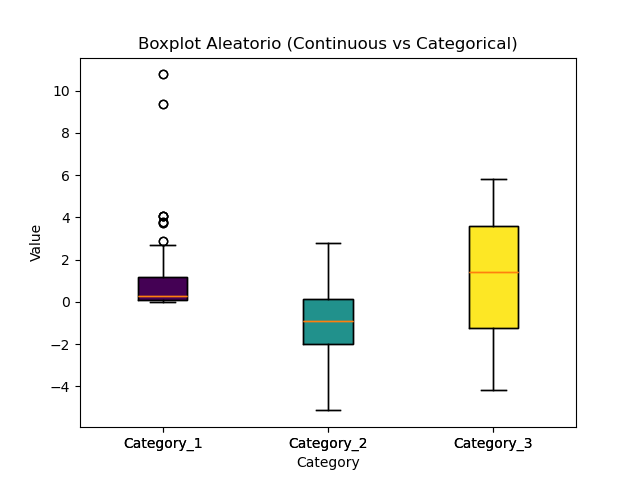 Boxplot Aleatorio (Continuous vs Categorical)
10
8
6
4
2
0
−2
−4
Value
Category_1
Category_2
Category_3
Category